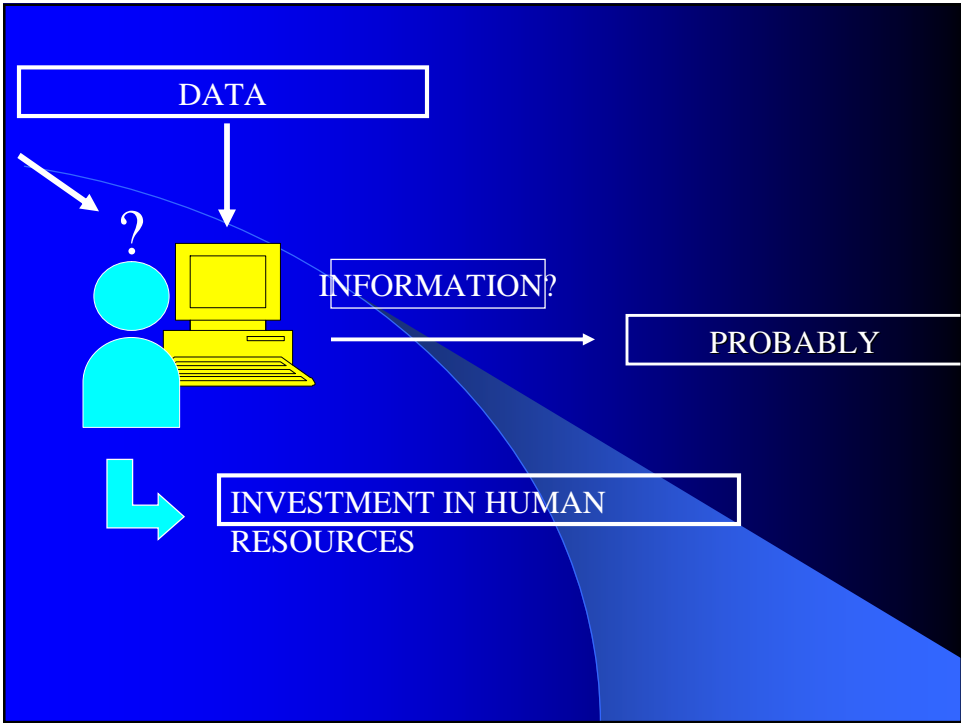 DATA
?
INFORMATION?
PROBABLY
INVESTMENT IN HUMAN
RESOURCES